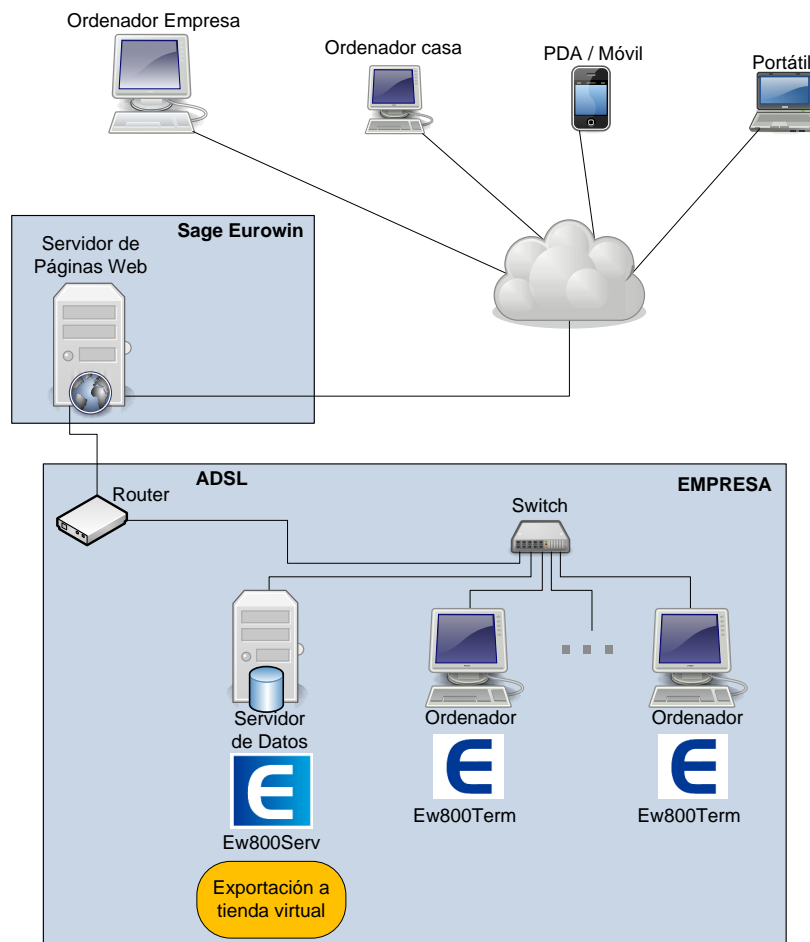 Ordenador Empresa
Ordenador casa
PDA / Móvil
Portátil
Sage Eurowin
Servidor de
Páginas Web
ADSL
EMPRESA
Router
Switch
Servidor
de Datos
Ordenador
Ordenador
E
E
E
Ew800Serv
Ew800Term
Ew800Term
Exportación a
tienda virtual